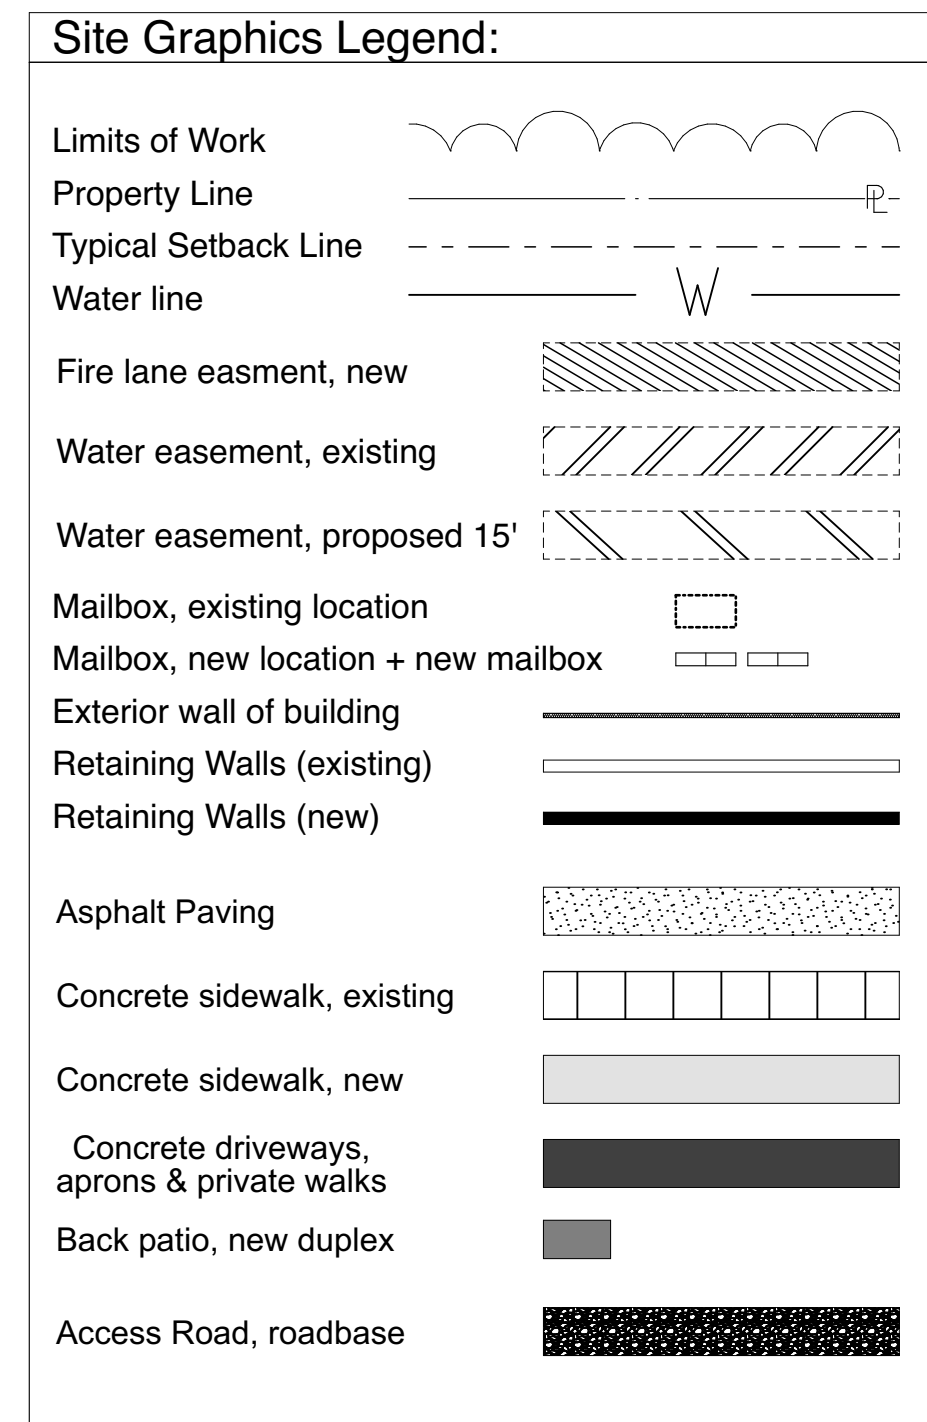 Site Graphics Legend:
Limits of Work
Property Line PL
Typical Setback Line
Water line W
Fire lane easment, new
Water easement, existing
Water easement, proposed 15'
Mailbox, existing location
Mailbox, new location + new mailbox
Exterior wall of building
Retaining Walls (existing)
Retaining Walls (new)
Asphalt Paving
Concrete sidewalk, existing
Concrete sidewalk, new
Concrete driveways,
aprons & private walks
Back patio, new duplex
Access Road, roadbase